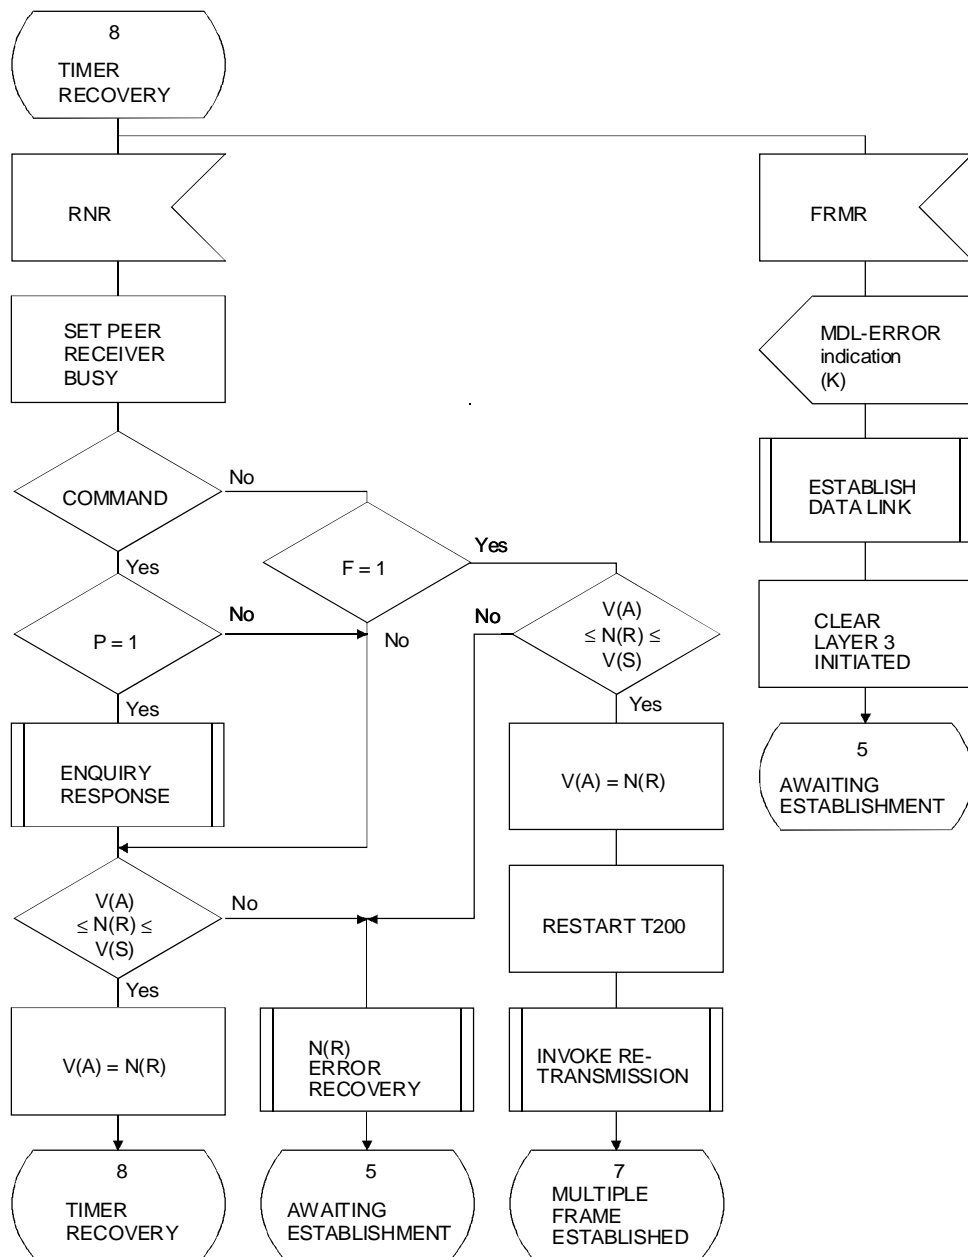 8
TIMER
RECOVERY
RNR
FRMR
SET PEER
RECEIVER
BUSY
MDL-ERROR
indication
(K)
COMMAND
No
Yes
F = 1
Yes
No
ESTABLISH
DATA LINK
P = 1
No
Yes
V(A)
≤ N(R) ≤
V(S)
No
Yes
CLEAR
LAYER 3
INITIATED
ENQUIRY
RESPONSE
V(A) = N(R)
5
AWAITING
ESTABLISHMENT
V(A)
≤ N(R) ≤
V(S)
No
Yes
RESTART T200
V(A) = N(R)
N(R)
ERROR
RECOVERY
INVOKE RE-
TRANSMISSION
8
TIMER
RECOVERY
5
AWAITING
ESTABLISHMENT
7
MULTIPLE
FRAME
ESTABLISHED